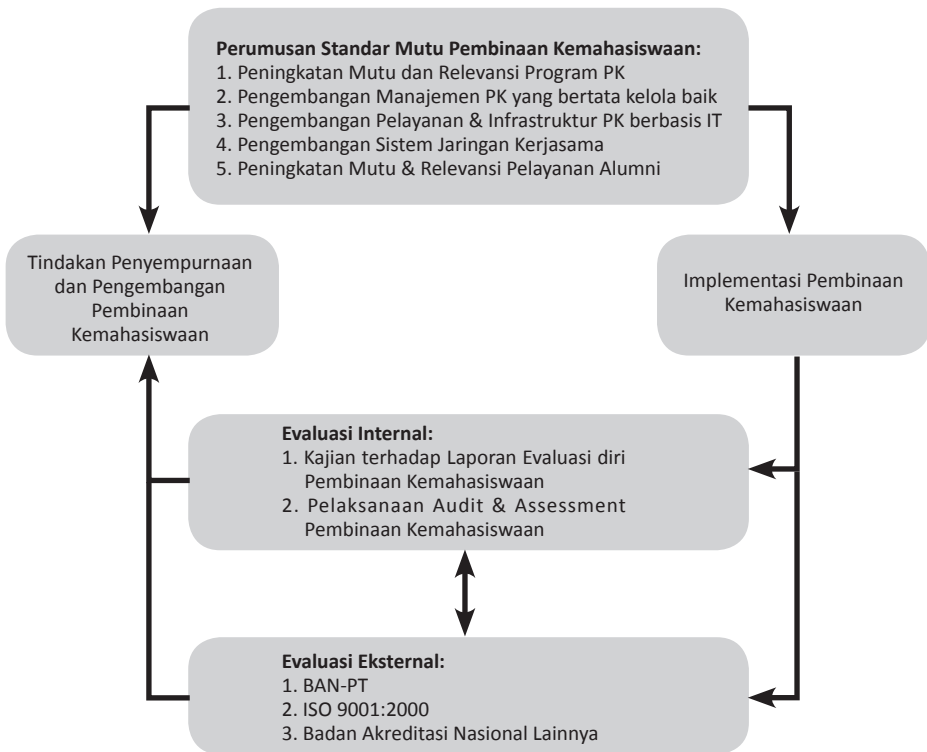 Perumusan Standar Mutu Pembinaan Kemahasiswaan:
1. Peningkatan Mutu dan Relevansi Program PK
2. Pengembangan Manajemen PK yang bertata kelola baik
3. Pengembangan Pelayanan & Infrastruktur PK berbasis IT
4. Pengembangan Sistem Jaringan Kerjasama
5. Peningkatan Mutu & Relevansi Pelayanan Alumni
Tindakan Penyempurnaan
dan Pengembangan
Pembinaan
Kemahasiswaan
Implementasi Pembinaan
Kemahasiswaan
Evaluasi Internal:
1. Kajian terhadap Laporan Evaluasi diri
Pembinaan Kemahasiswaan
2. Pelaksanaan Audit & Assessment
Pembinaan Kemahasiswaan
Evaluasi Eksternal:
1. BAN-PT
2. ISO 9001:2000
3. Badan Akreditasi Nasional Lainnya